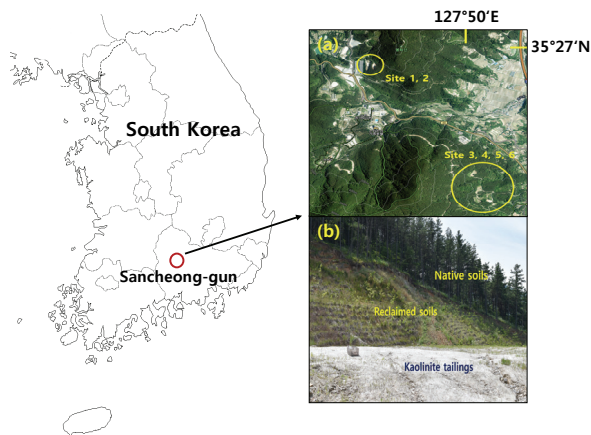 127°50‘E
35°27‘N
(a)
Site 1, 2
South Korea
Site 3, 4, 5, 6
(b)
Native soils
Sancheong-gun
Reclaimed soils
Kaolinite tailings